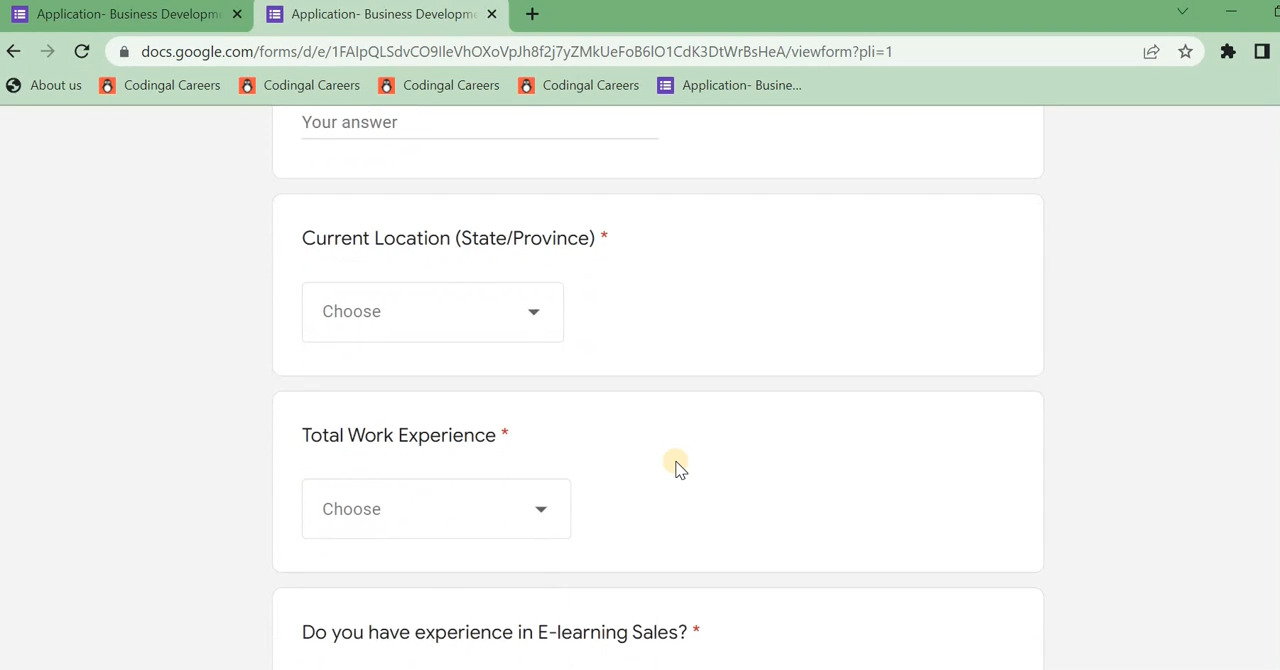 Application- Business Developm
Application- Business Developm
docs.google.com/forms/d/e/1FAIpQLSdvCO9IleVhOXoVpJh8f2j7yZMkUeFoB6lO1CdK3DtWrBsHeA/viewform?pli=1
About us
Codingal Careers
Codingal Careers
Codingal Careers
Codingal Careers
Application- Busine...
Your answer
Current Location (State/Province) *
Choose
Total Work Experience *
Choose
Do you have experience in E-learning Sales? *